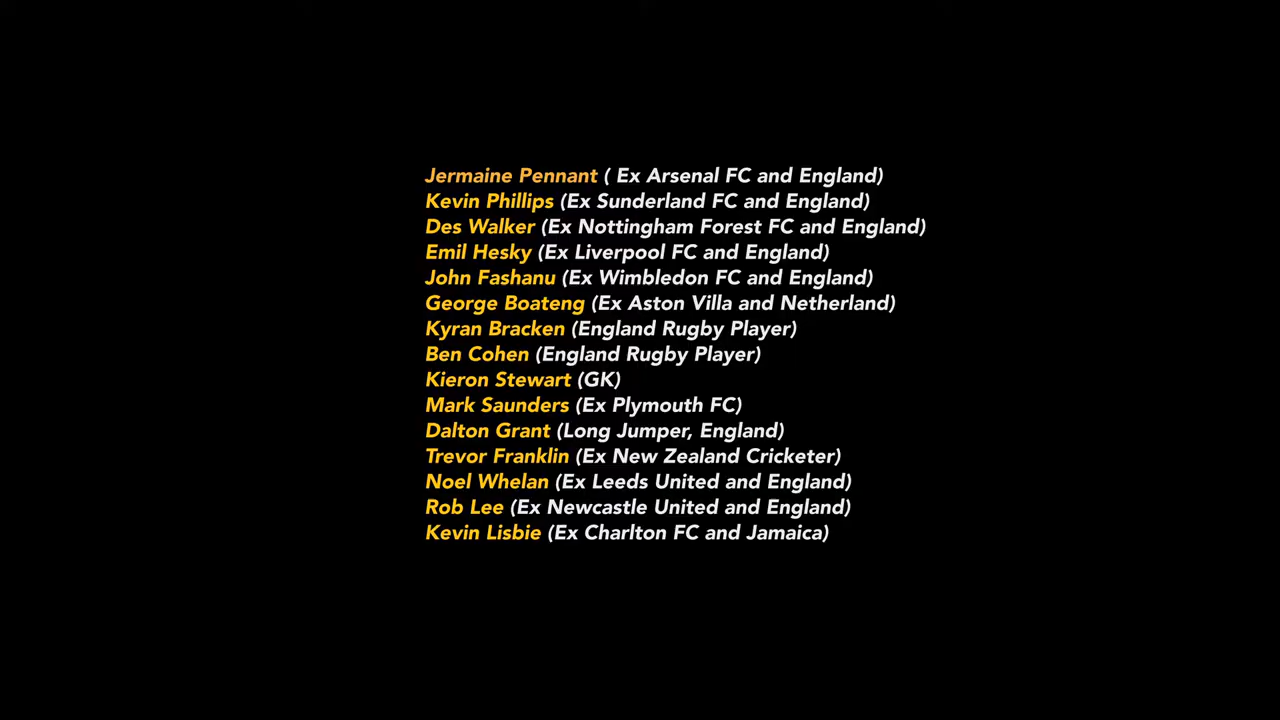 Jermaine Pennant ( Ex Arsenal FC and England)
Kevin Phillips (Ex Sunderland FC and England)
Des Walker (Ex Nottingham Forest FC and England)
Emil Hesky (Ex Liverpool FC and England)
John Fashanu (Ex Wimbledon FC and England)
George Boateng (Ex Aston Villa and Netherland)
Kyran Bracken (England Rugby Player)
Ben Cohen (England Rugby Player)
Kieron Stewart (GK)
Mark Saunders (Ex Plymouth FC)
Dalton Grant (Long Jumper, England)
Trevor Franklin (Ex New Zealand Cricketer)
Noel Whelan (Ex Leeds United and England)
Rob Lee (Ex Newcastle United and England)
Kevin Lisbie (Ex Charlton FC and Jamaica)